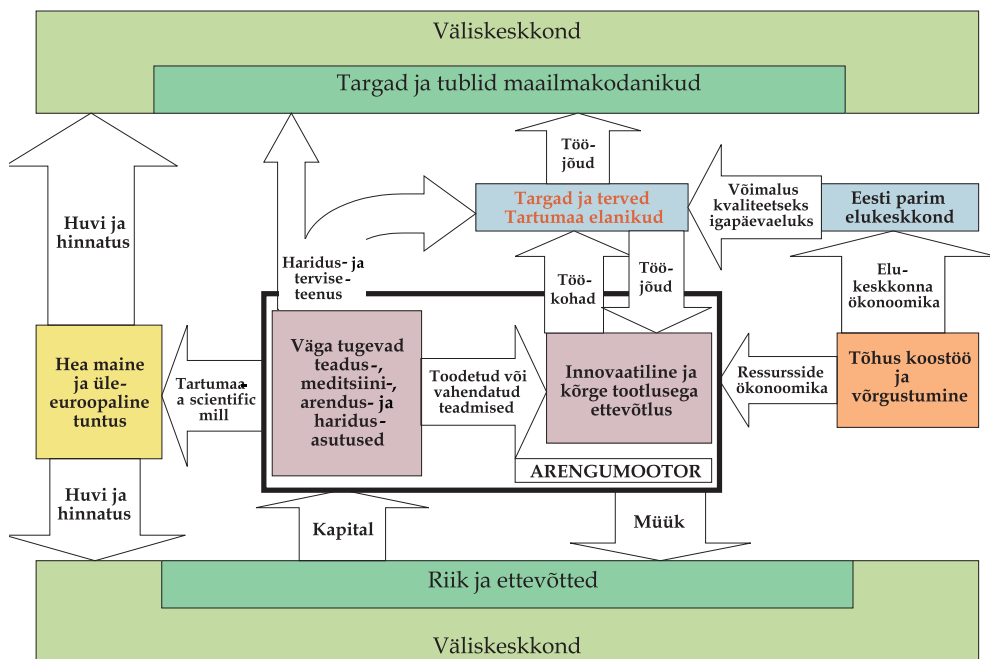 Väliskeskkond
Targad ja tublid maailmakodanikud
Töö-
jõud
Huvi ja
hinnatus
Haridus- ja
tervise-
teenus
Targad ja terved
Tartumaa elanikud
Võimalus
kvaliteetseks
igapäevaeluks
Eesti parim
elukeskkond
Töö-
kohad
Töö-
jõud
Elu-
keskkonna
ökonoomika
Hea maine
ja üle-
euroopaline
tuntus
Tartumaa-
a scientific
mill
Väga tugevad
teadus-,
meditsiini-,
arendus- ja
haridus-
asutused
Toodetud või
vahendatud
teadmised
Innovaatiline ja
kõrge tootlusega
ettevõtlus
Ressursside
ökonoomika
Tõhus koostöö
ja
võrgustumine
ARENGUMOOTOR
Huvi ja
hinnatus
Kapital
Müük
Riik ja ettevõtted
Väliskeskkond